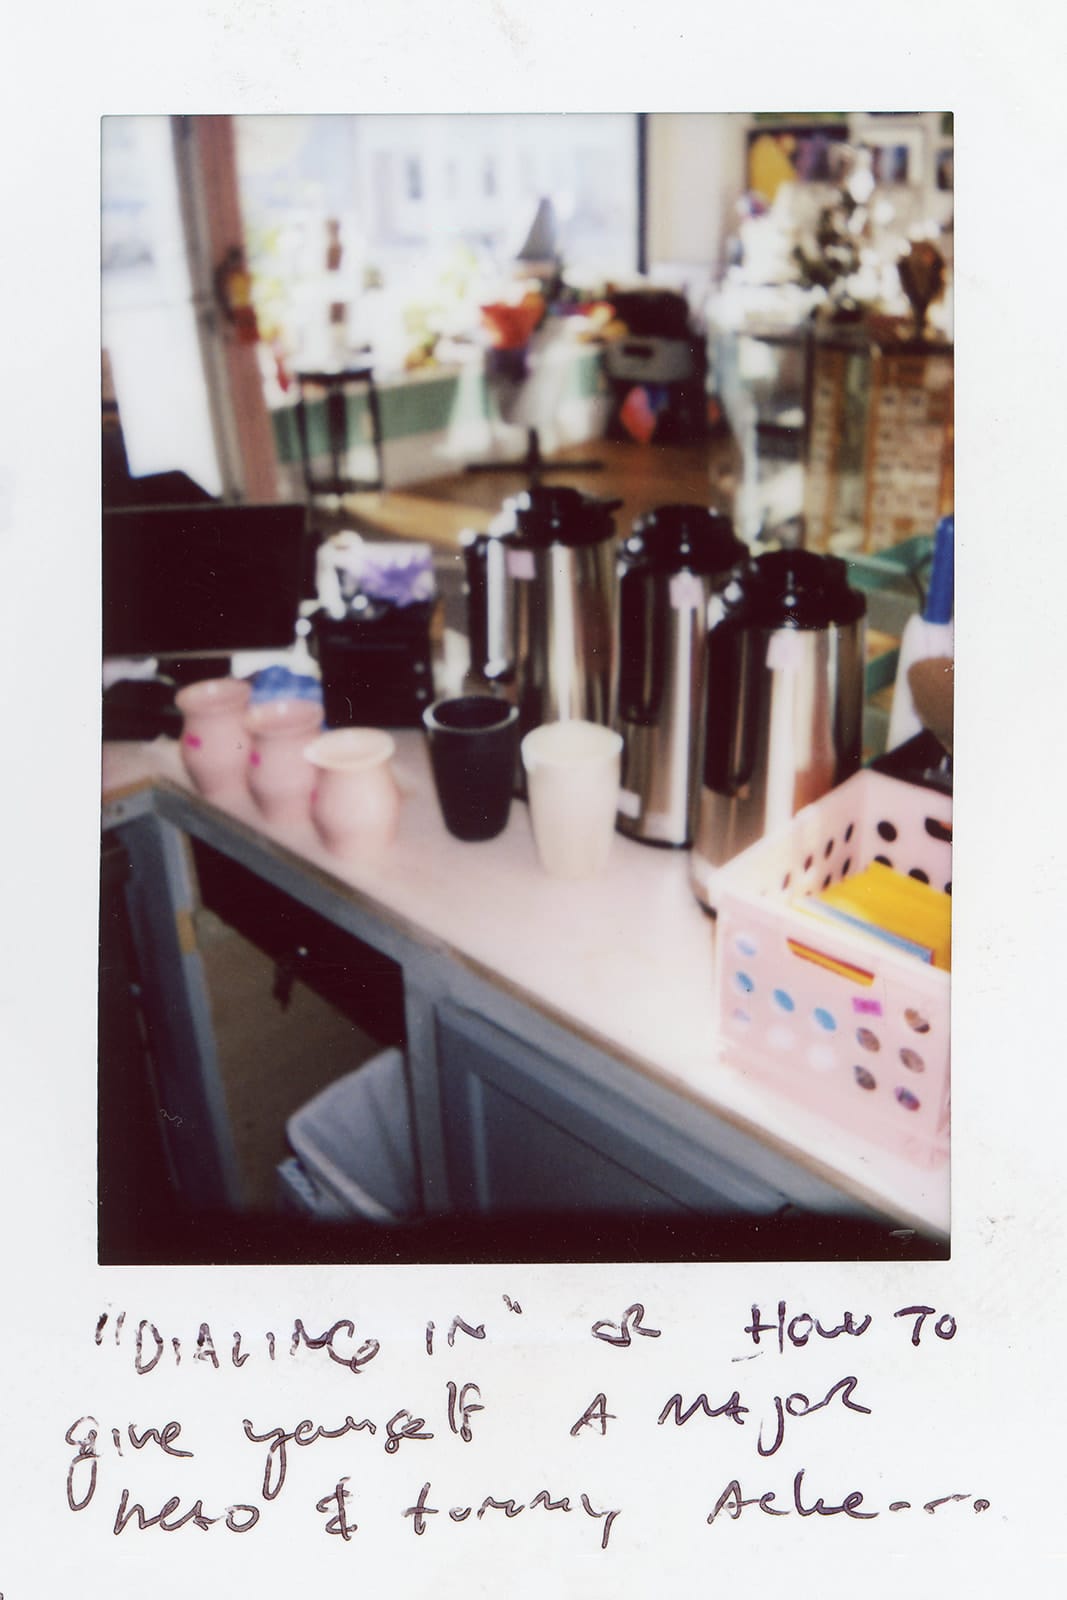 "DIALING IN" OR HOW TO
give yourself A MAJOR
HEAD & tummy Ache----.